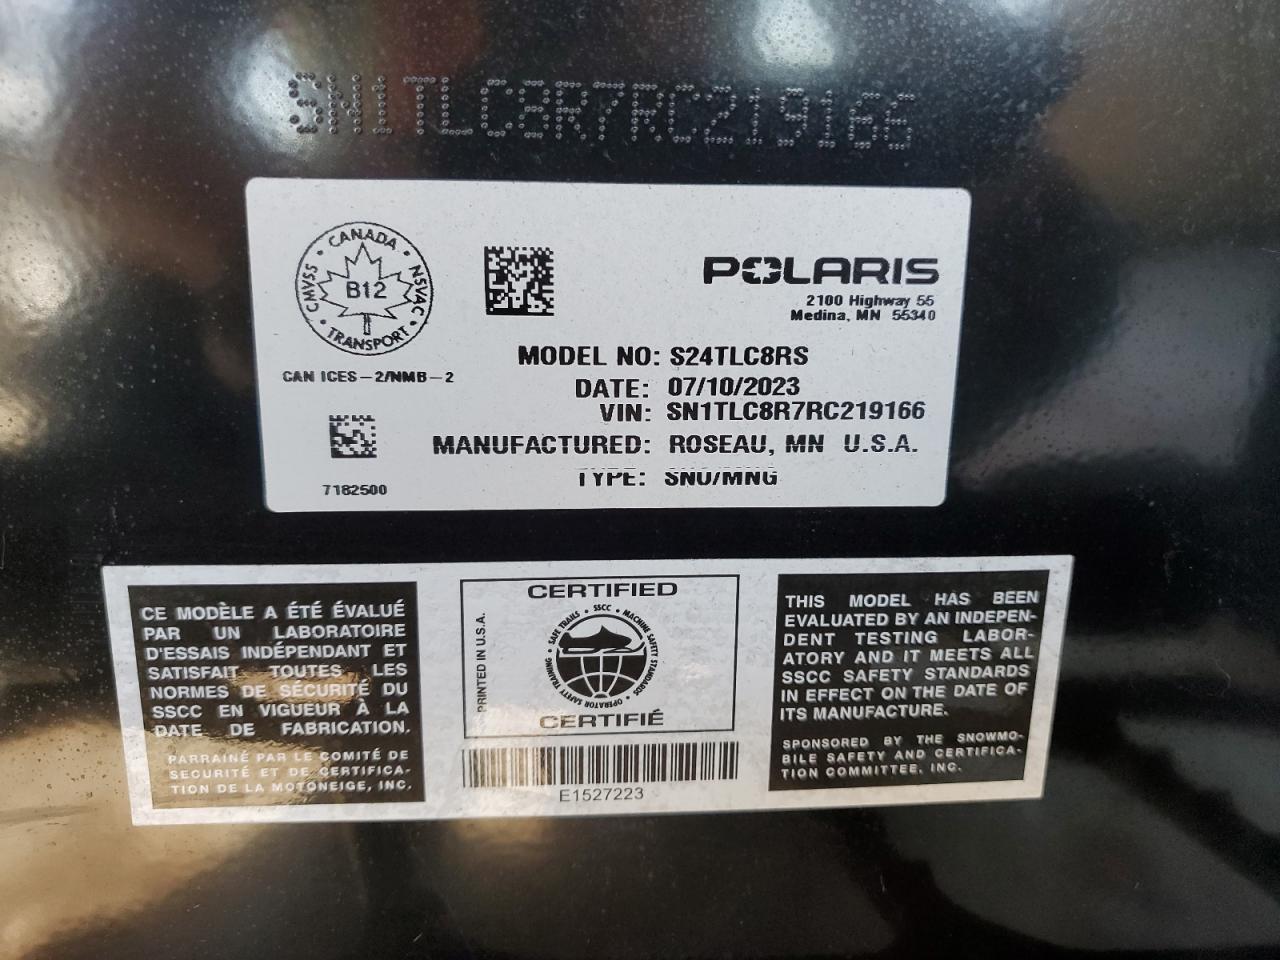 SN1TLC8R7RC219166
CANADA
CMVSS
NSVAC
B12
TRANSPORT
CAN ICES-2/NMB-2
7182500
POLARIS
2100 Highway 55
Medina, MN 55340
MODEL NO: S24TLC8RS
DATE: 07/10/2023
VIN: SN1TLC8R7RC219166
MANUFACTURED: ROSEAU, MN U.S.A.
TYPE: SNO/MNG
CE MODÈLE A ÉTÉ ÉVALUÉ
PAR UN LABORATOIRE
D'ESSAIS INDÉPENDANT ET
SATISFAIT TOUTES LES
NORMES DE SÉCURITÉ DU
SSCC EN VIGUEUR À LA
DATE DE FABRICATION.
PARRAINÉ PAR LE COMITÉ DE
SÉCURITÉ ET DE CERTIFICA-
TION DE LA MOTONEIGE, INC.
PRINTED IN U.S.A.
CERTIFIED
SAFE TRAILS • SSCC • MACHINE SAFETY STANDARDS • OPERATOR SAFETY TRAINING •
CERTIFIÉ
E1527223
THIS MODEL HAS BEEN
EVALUATED BY AN INDEPEN-
DENT TESTING LABOR-
ATORY AND IT MEETS ALL
SSCC SAFETY STANDARDS
IN EFFECT ON THE DATE OF
ITS MANUFACTURE.
SPONSORED BY THE SNOWMO-
BILE SAFETY AND CERTIFICA-
TION COMMITTEE, INC.